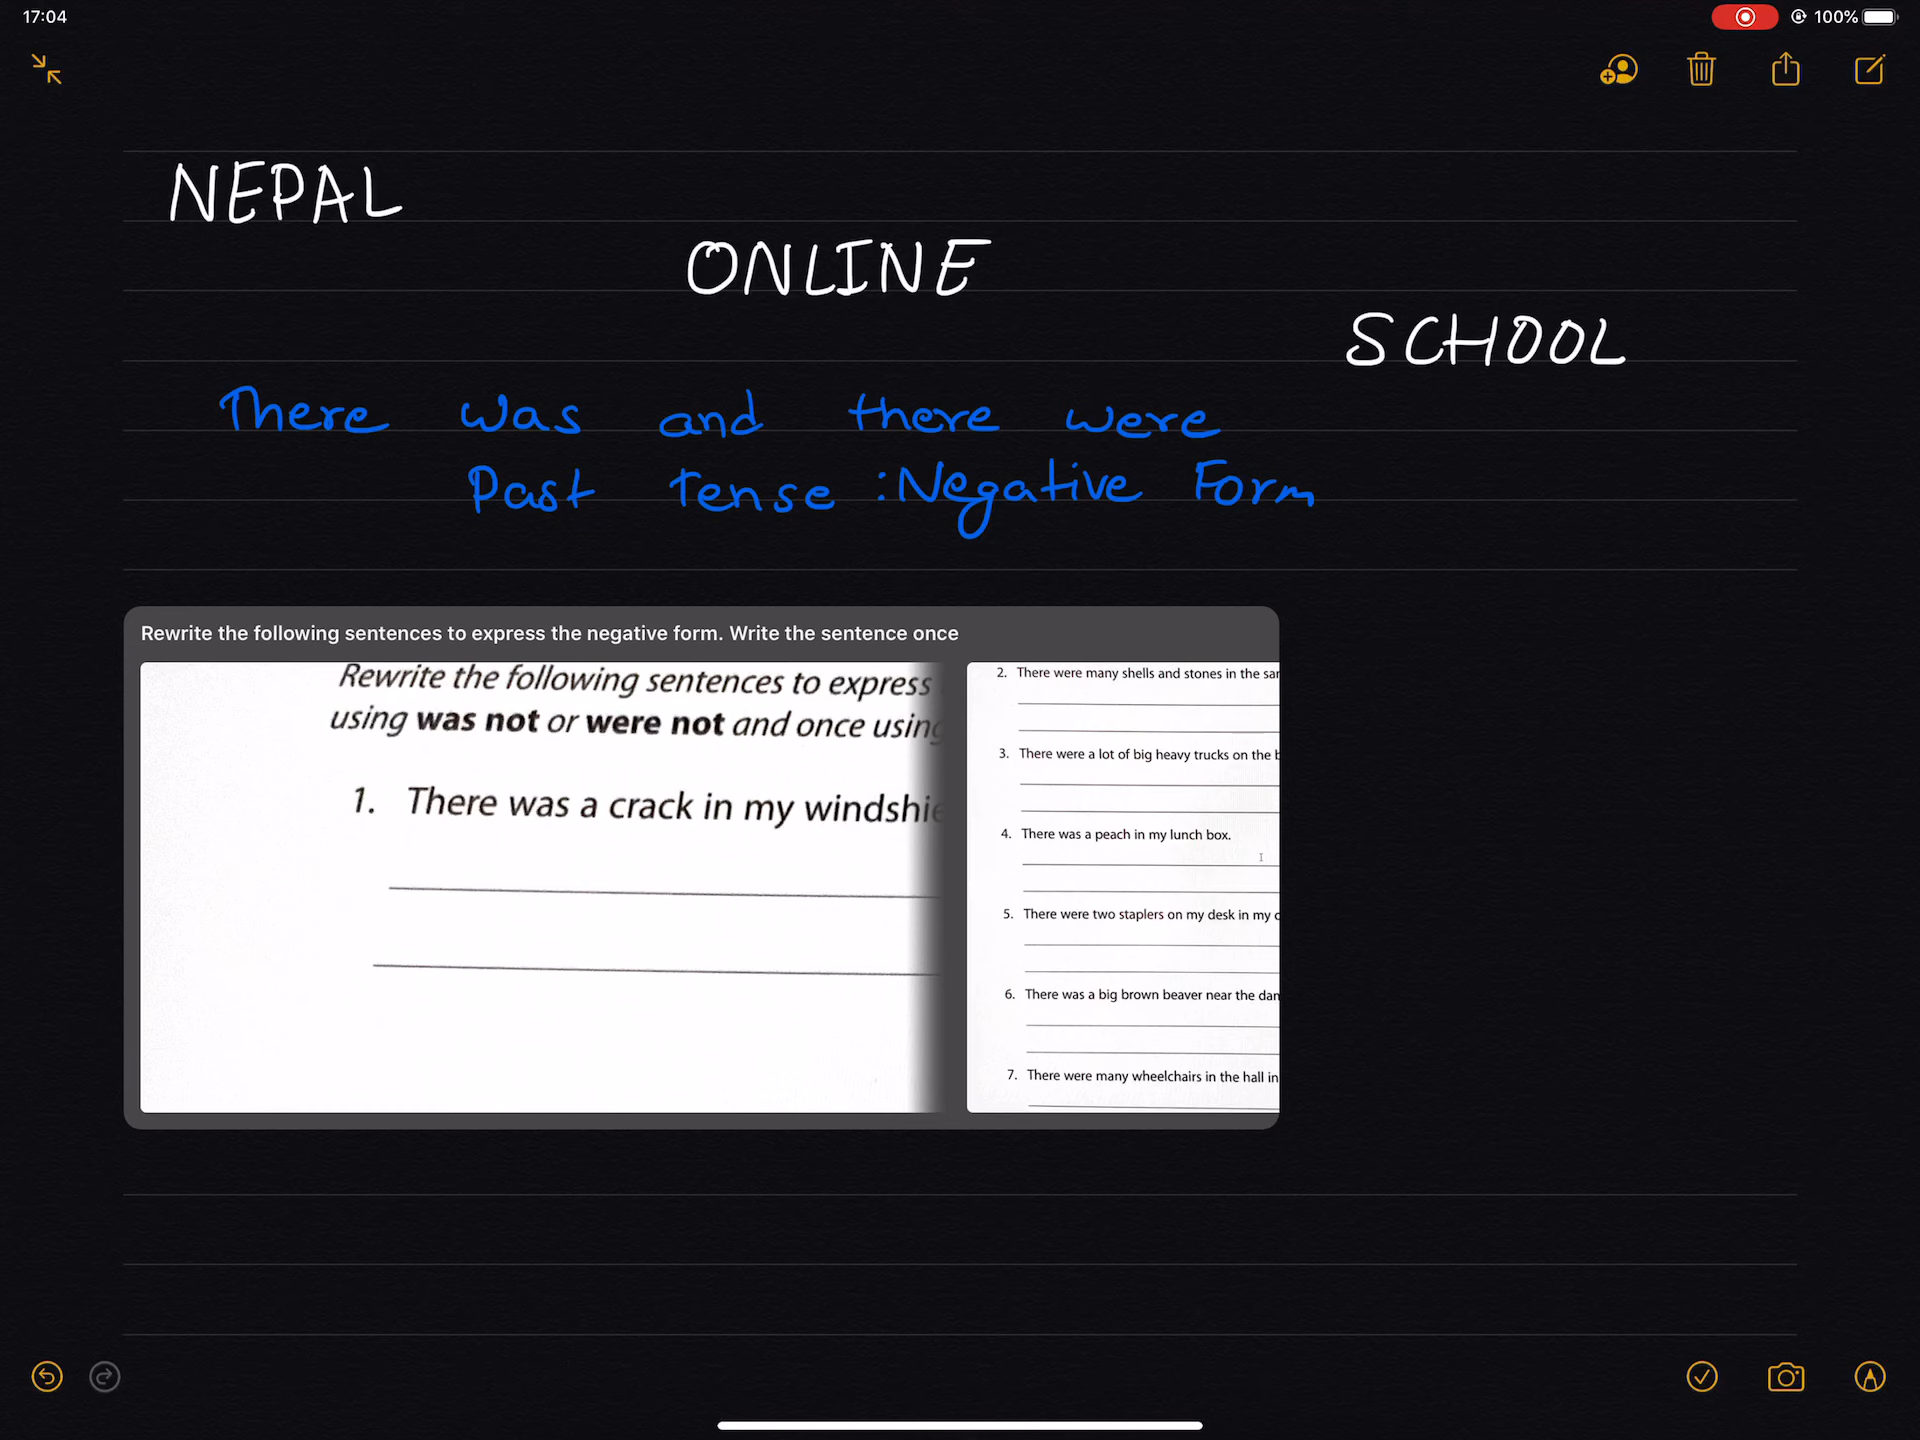 17:04
100%
NEPAL
ONLINE
SCHOOL
There was and there were
Past tense : Negative Form
Rewrite the following sentences to express the negative form. Write the sentence once
Rewrite the following sentences to express
using was not or were not and once using
1. There was a crack in my
2. There were many shells and stones in the
3. There were a lot of big heavy trucks on the
4. There was a peach in my lunch box.
5. There were two staplers on my desk in my
6. There was a big brown beaver near the
7. There were many wheelchairs in the hall in